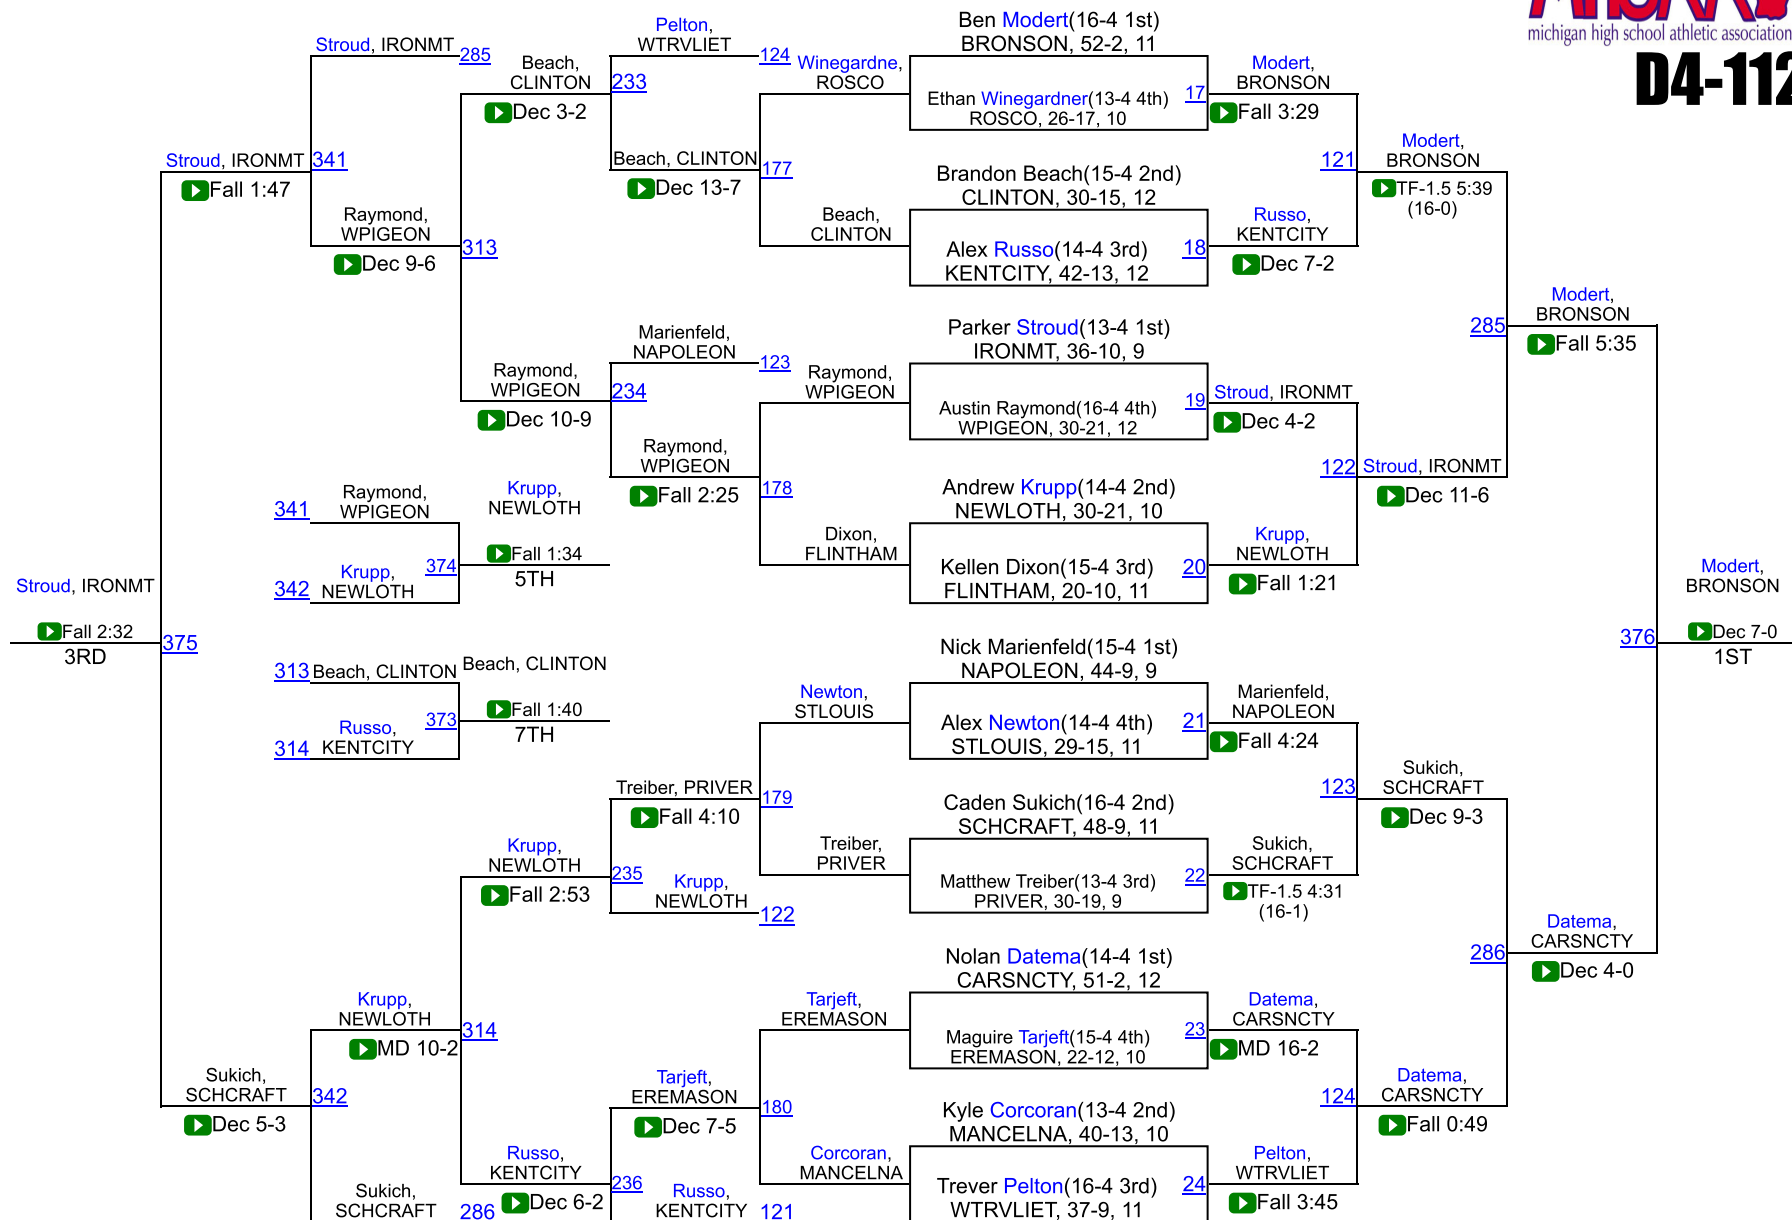 michigan high school athletic association
D4-112
Stroud, IRONMT
285
Beach,
CLINTON
Dec 3-2
Pelton,
WTRVLIET
124
233
Winegardne,
ROSCO
Ben Modert(16-4 1st)
BRONSON, 52-2, 11
Ethan Winegardner(13-4 4th)
ROSCO, 26-17, 10
17
Modert,
BRONSON
Fall 3:29
Stroud, IRONMT
341
Fall 1:47
Beach, CLINTON
Dec 13-7
177
Brandon Beach(15-4 2nd)
CLINTON, 30-15, 12
121
Modert,
BRONSON
TF-1.5 5:39
(16-0)
Raymond,
WPIGEON
Dec 9-6
313
Beach,
CLINTON
Alex Russo(14-4 3rd)
KENTCITY, 42-13, 12
18
Russo,
KENTCITY
Dec 7-2
Marienfeld,
NAPOLEON
123
Parker Stroud(13-4 1st)
IRONMT, 36-10, 9
285
Modert,
BRONSON
Fall 5:35
Raymond,
WPIGEON
Dec 10-9
234
Raymond,
WPIGEON
Austin Raymond(16-4 4th)
WPIGEON, 30-21, 12
19
Stroud, IRONMT
Dec 4-2
Raymond,
WPIGEON
Fall 2:25
178
Andrew Krupp(14-4 2nd)
NEWLOTH, 30-21, 10
122
Stroud, IRONMT
Dec 11-6
341
Raymond,
WPIGEON
Krupp,
NEWLOTH
374
Fall 1:34
5TH
342
Krupp,
NEWLOTH
Dixon,
FLINTHAM
Kellen Dixon(15-4 3rd)
FLINTHAM, 20-10, 11
20
Krupp,
NEWLOTH
Fall 1:21
Stroud, IRONMT
Fall 2:32
3RD
375
376
Modert,
BRONSON
Dec 7-0
1ST
313
Beach, CLINTON
Beach, CLINTON
373
Fall 1:40
7TH
314
Russo,
KENTCITY
Newton,
STLOUIS
Nick Marienfeld(15-4 1st)
NAPOLEON, 44-9, 9
Alex Newton(14-4 4th)
STLOUIS, 29-15, 11
21
Marienfeld,
NAPOLEON
Fall 4:24
Treiber, PRIVER
Fall 4:10
179
Caden Sukich(16-4 2nd)
SCHCRAFT, 48-9, 11
123
Sukich,
SCHCRAFT
Dec 9-3
Krupp,
NEWLOTH
Fall 2:53
235
Krupp,
NEWLOTH
122
Treiber,
PRIVER
Matthew Treiber(13-4 3rd)
PRIVER, 30-19, 9
22
Sukich,
SCHCRAFT
TF-1.5 4:31
(16-1)
Nolan Datema(14-4 1st)
CARSNCTY, 51-2, 12
286
Datema,
CARSNCTY
Dec 4-0
Krupp,
NEWLOTH
MD 10-2
314
Tarjeft,
EREMASON
Maguire Tarjeft(15-4 4th)
EREMASON, 22-12, 10
23
Datema,
CARSNCTY
MD 16-2
Sukich,
SCHCRAFT
Dec 5-3
342
Tarjeft,
EREMASON
Dec 7-5
180
Kyle Corcoran(13-4 2nd)
MANCELNA, 40-13, 10
124
Datema,
CARSNCTY
Fall 0:49
Russo,
KENTCITY
Dec 6-2
236
Corcoran,
MANCELNA
Trever Pelton(16-4 3rd)
WTRVLIET, 37-9, 11
24
Pelton,
WTRVLIET
Fall 3:45
Sukich,
SCHCRAFT
286
Russo,
KENTCITY
121